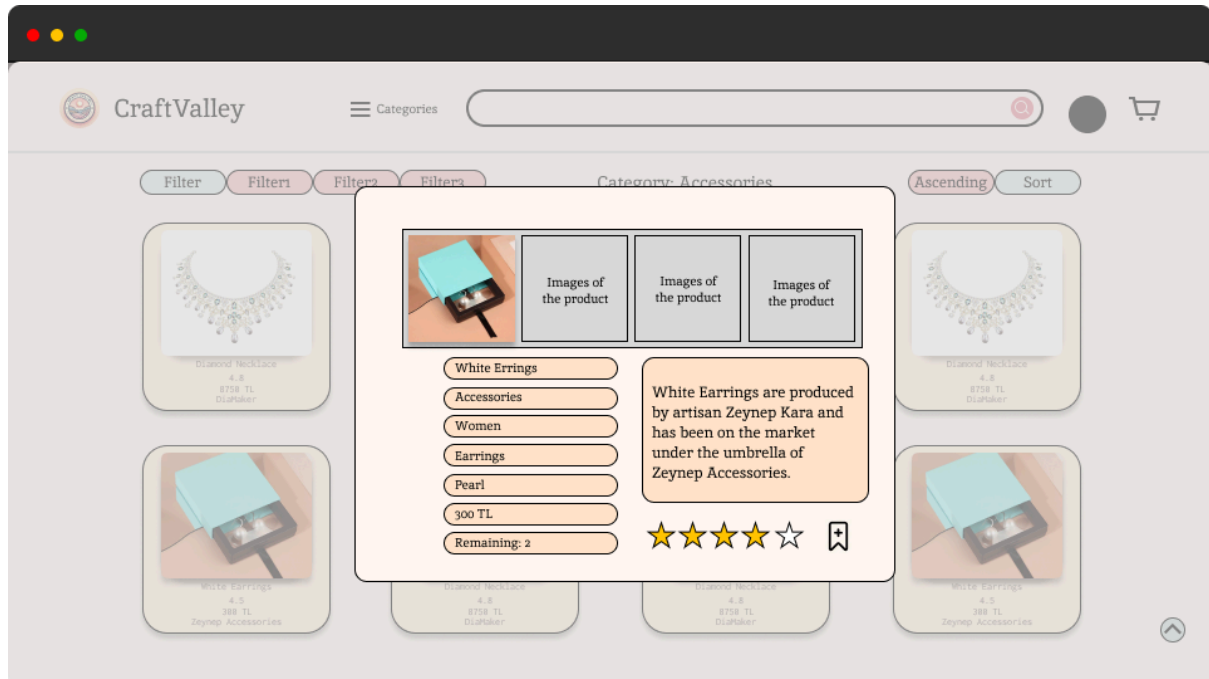 CraftValley
Categories
Filter
Filter1
Filter2
Filter3
Category: Accessories
Ascending
Sort
Images of
the product
Images of
the product
Images of
the product
White Errings
Accessories
Women
Earrings
Pearl
300 TL
Remaining: 2
White Earrings are produced
by artisan Zeynep Kara and
has been on the market
under the umbrella of
Zeynep Accessories.
Diamond Necklace
4.8
8750 TL
DiaMaker
Diamond Necklace
4.8
8750 TL
DiaMaker
White Earrings
4.5
300 TL
Zeynep Accessories
Diamond Necklace
4.8
8750 TL
DiaMaker
Diamond Necklace
4.8
8750 TL
DiaMaker
White Earrings
4.5
300 TL
Zeynep Accessories